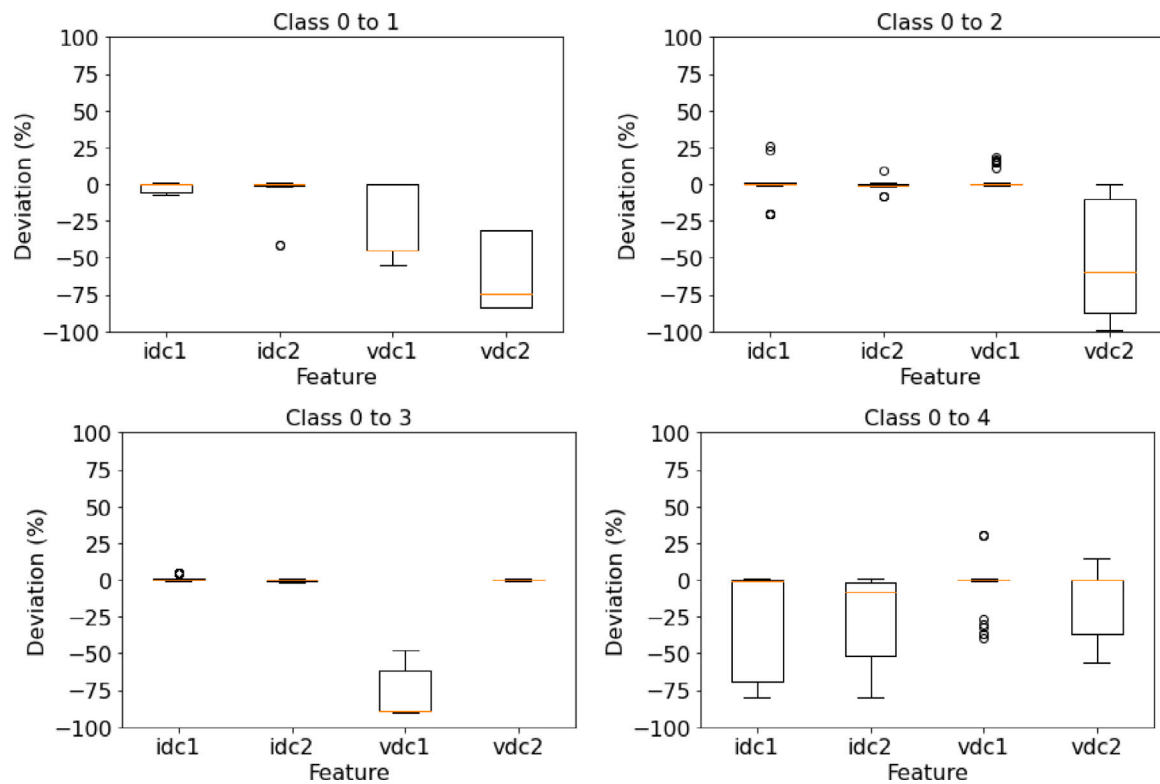 Class 0 to 1
100
75
50
25
0
−25
−50
−75
−100
Deviation (%)
idc1 idc2 vdc1 vdc2
Feature
Class 0 to 2
100
75
50
25
0
−25
−50
−75
−100
Deviation (%)
idc1 idc2 vdc1 vdc2
Feature
Class 0 to 3
100
75
50
25
0
−25
−50
−75
−100
Deviation (%)
idc1 idc2 vdc1 vdc2
Feature
Class 0 to 4
100
75
50
25
0
−25
−50
−75
−100
Deviation (%)
idc1 idc2 vdc1 vdc2
Feature